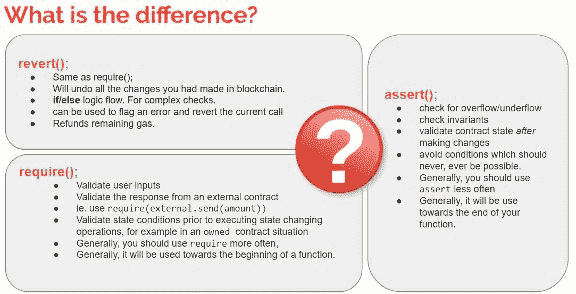 What is the difference?
revert();
Same as require();
Will undo all the changes you had made in blockchain.
if/else logic flow. For complex checks.
can be used to flag an error and revert the current call
Refunds remaining gas.
require();
Validate user inputs
Validate the response from an external contract
ie. use require(external.send(amount))
Validate state conditions prior to executing state changing
operations, for example in an owned contract situation
Generally, you should use require more often,
Generally, it will be used towards the beginning of a function.
?
assert();
check for overflow/underflow
check invariants
validate contract state after
making changes
avoid conditions which should
never, ever be possible.
Generally, you should use
assert less often
Generally, it will be use
towards the end of your
function.